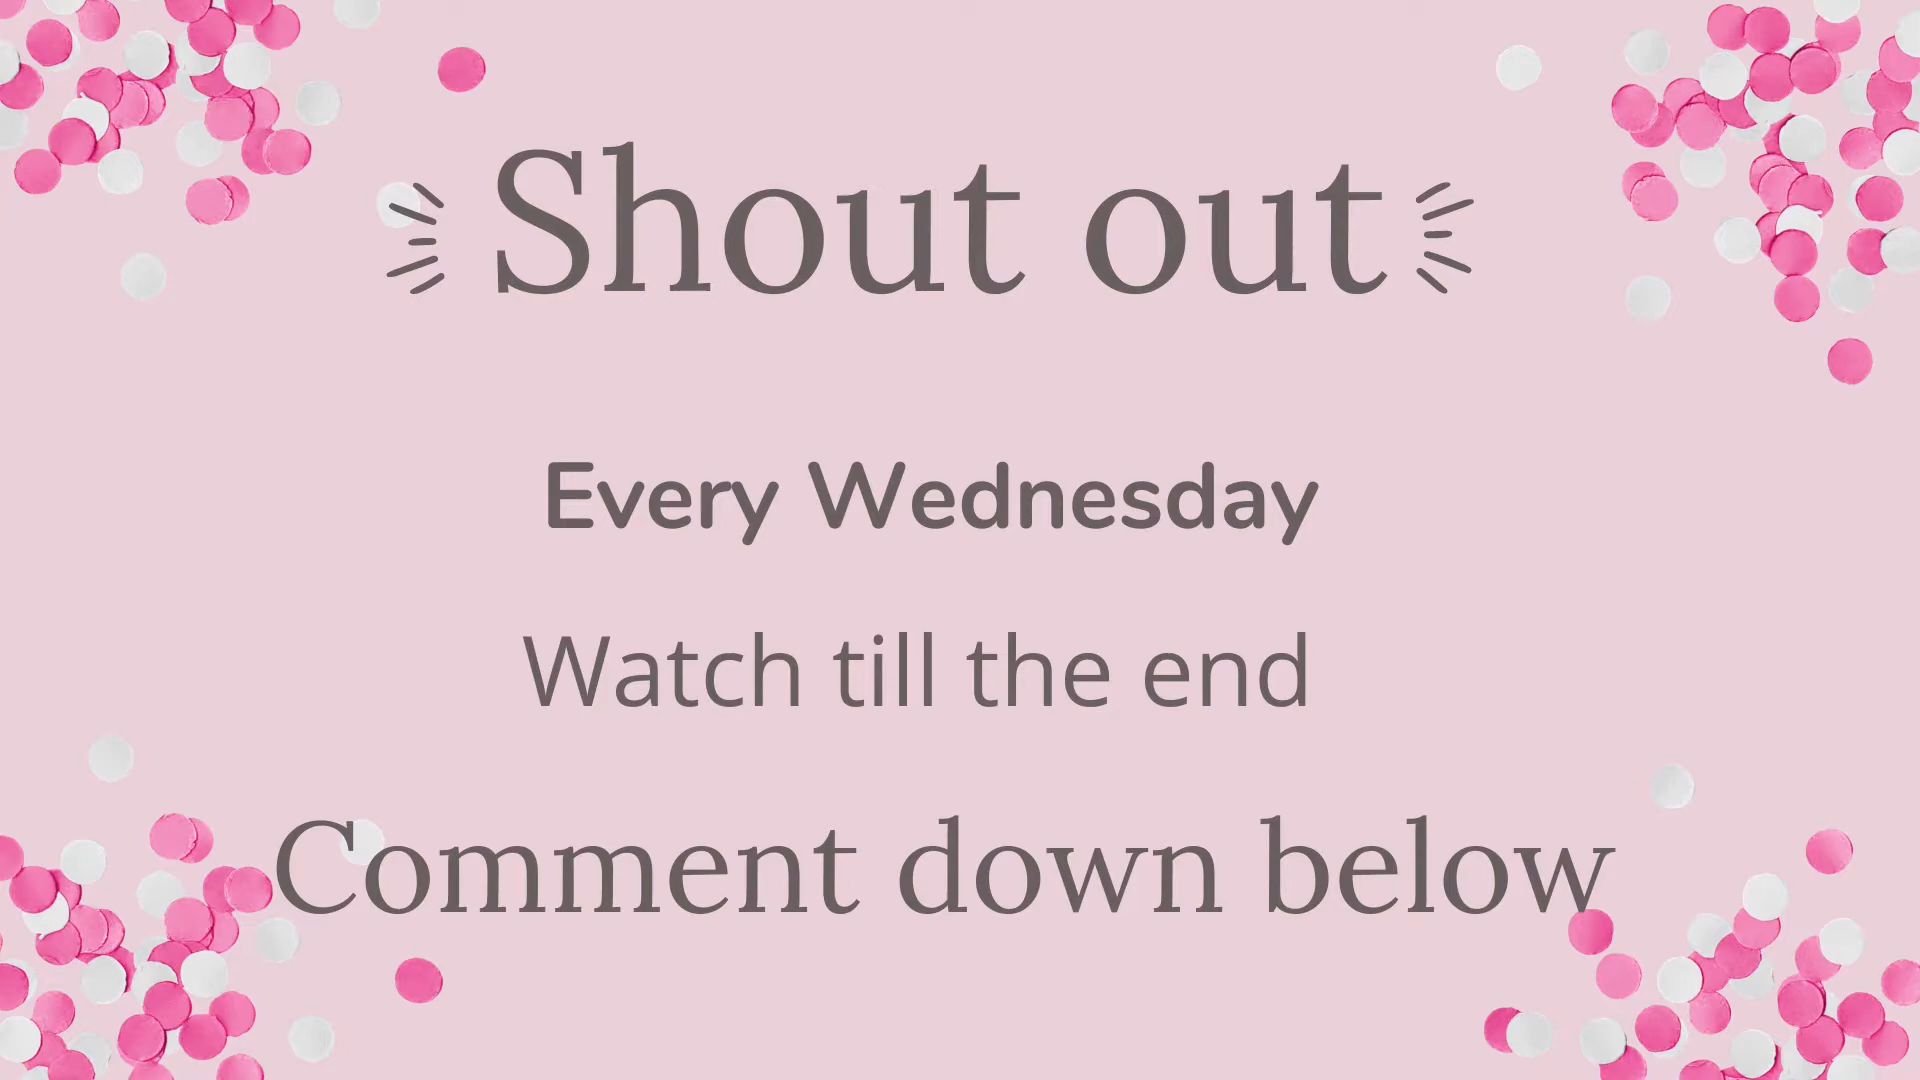 Shout out
Every Wednesday
Watch till the end
Comment down below